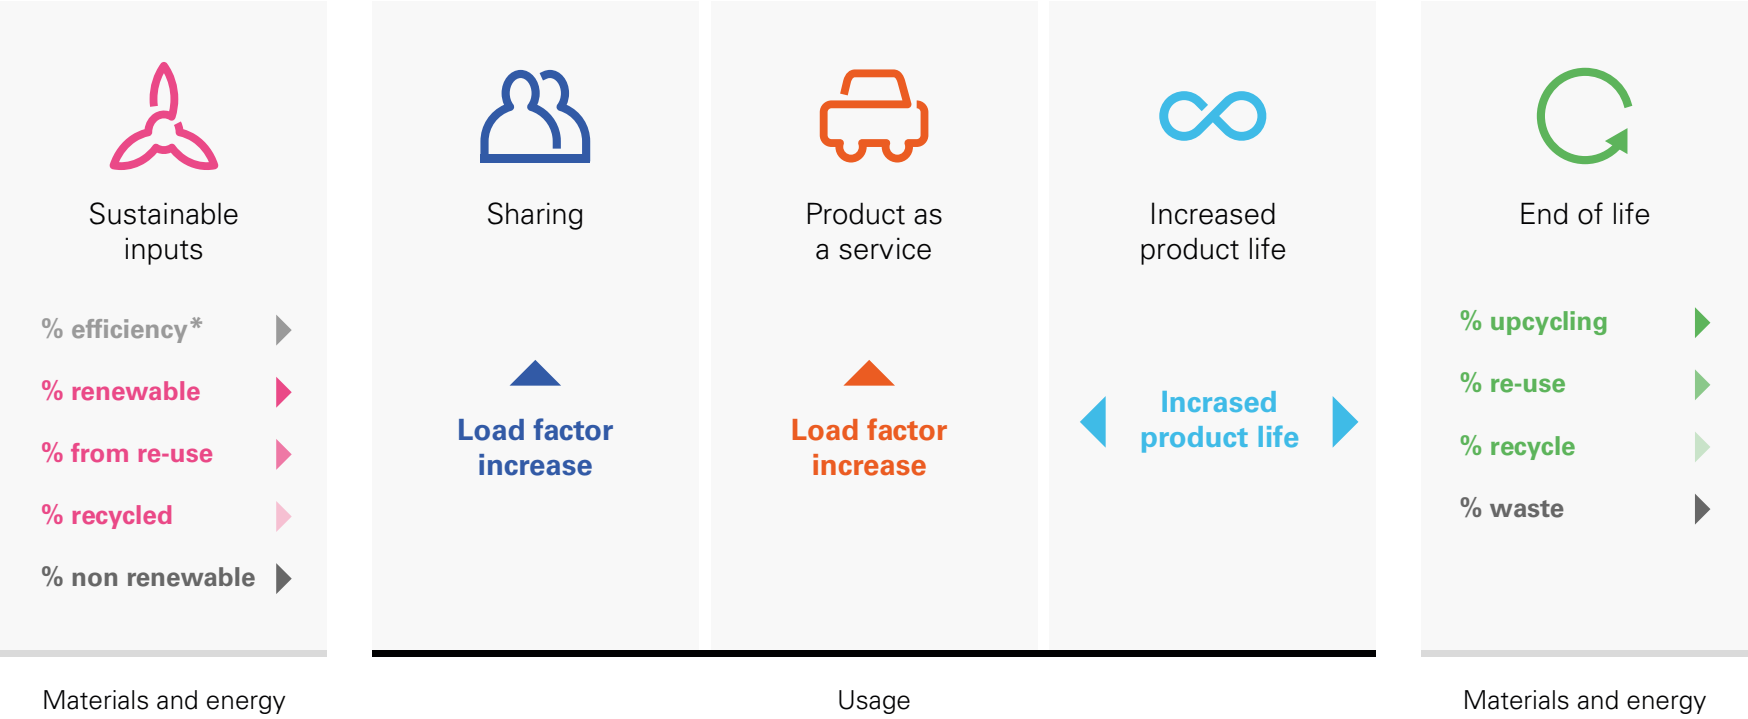 Sustainable
inputs
% efficiency*
% renewable
% from re-use
% recycled
% non renewable
Materials and energy
Sharing
Load factor
increase
Product as
a service
Load factor
increase
Increased
product life
Incrased
product life
Usage
End of life
% upcycling
% re-use
% recycle
% waste
Materials and energy